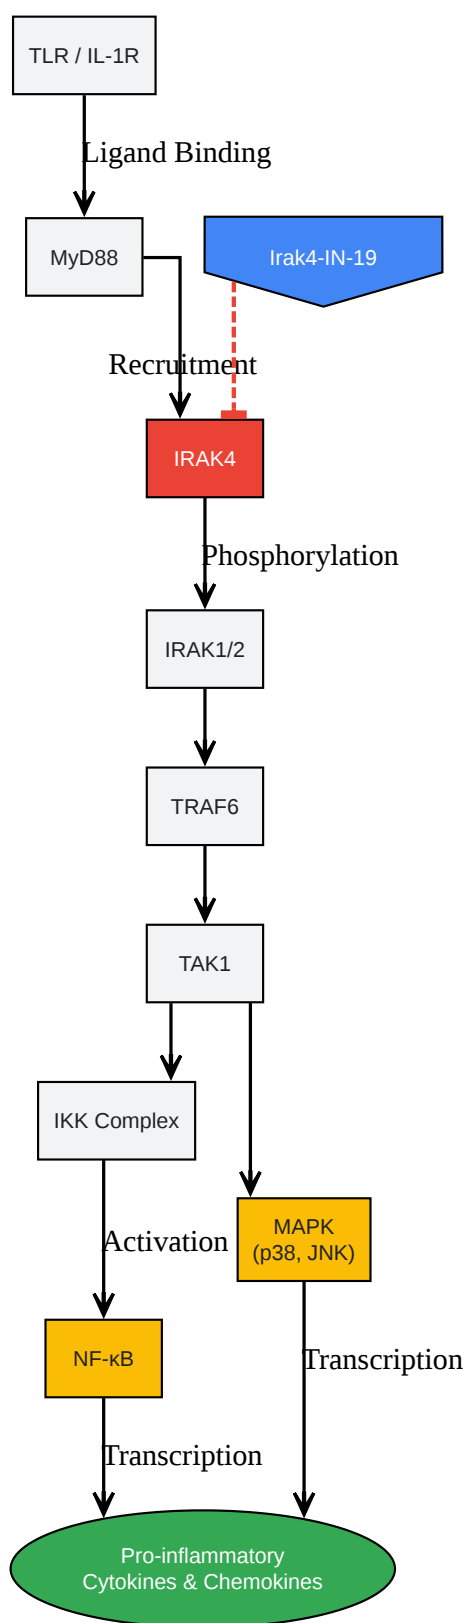 TLR / IL-1R
Ligand Binding
MyD88
Irak4-IN-19
Recruitment
IRAK4
Phosphorylation
IRAK1/2
TRAF6
TAK1
IKK Complex
MAPK
(p38, JNK)
Activation
NF-κB
Transcription
Transcription
Pro-inflammatory
Cytokines & Chemokines